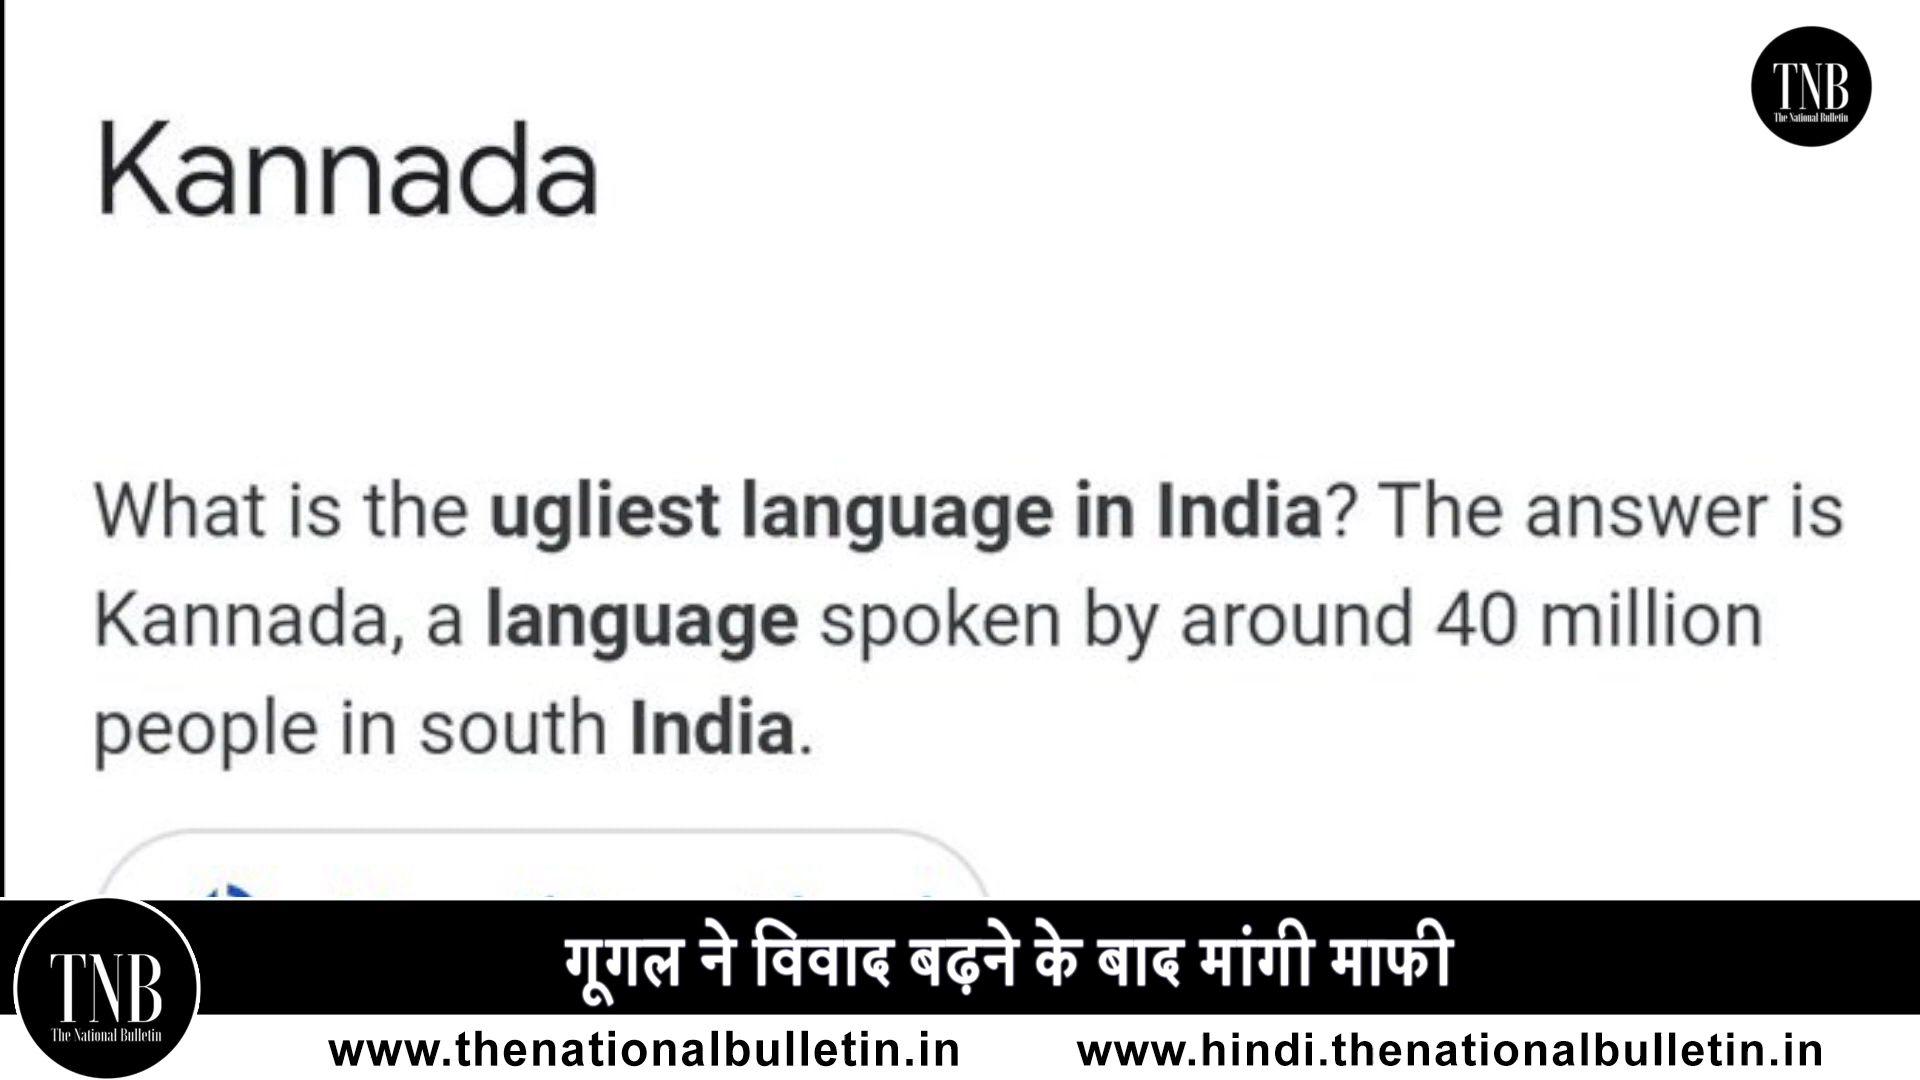 TNB
The National Bulletin
Kannada
What is the ugliest language in India? The answer is
Kannada, a language spoken by around 40 million
people in south India.
गूगल ने विवाद बढ़ने के बाद मांगी माफी
TNB
The National Bulletin
www.thenationalbulletin.in www.hindi.thenationalbulletin.in